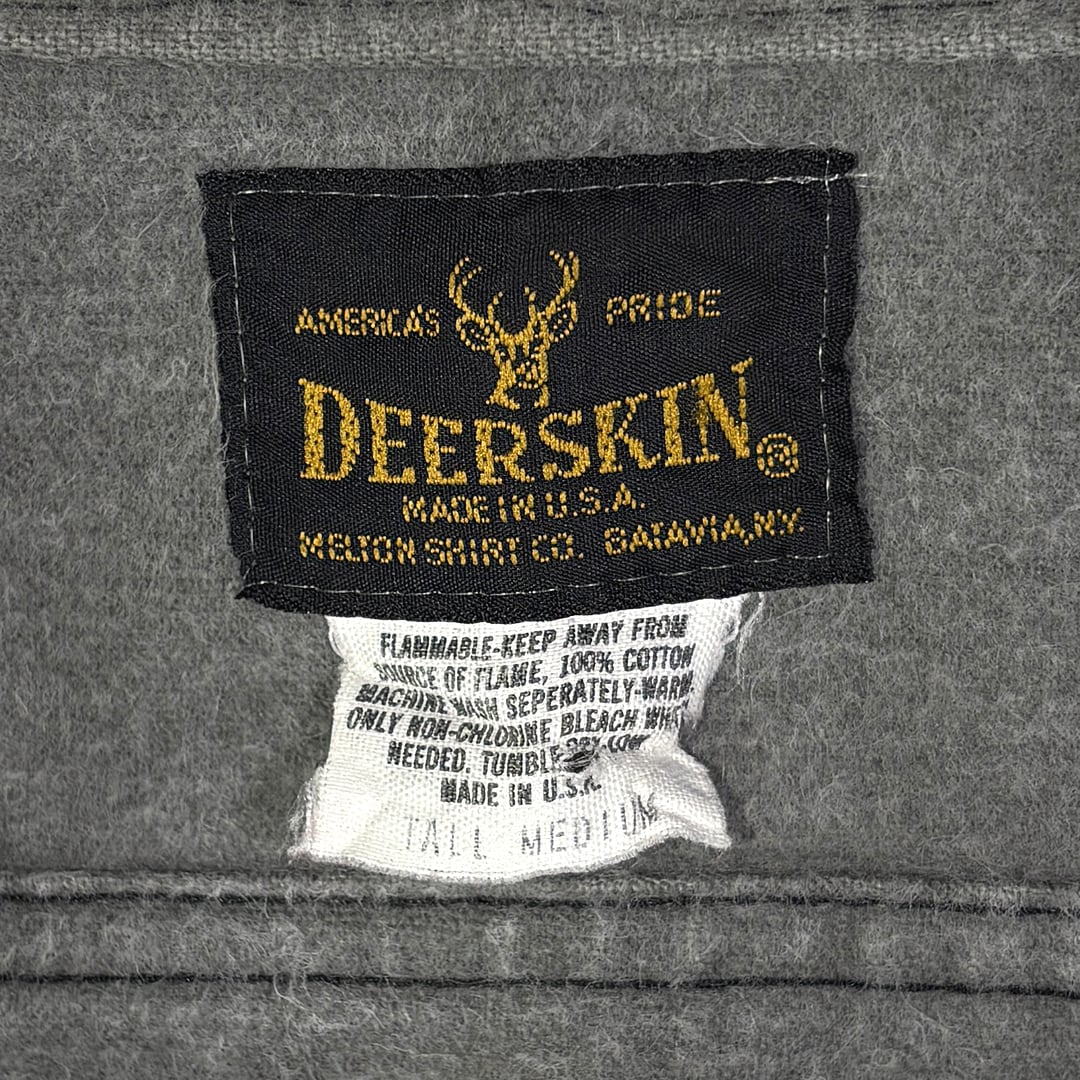 AMERICA'S PRIDE
DEERSKIN®
MADE IN U.S.A.
MELTON SHIRT CO. BATAVIA, N.Y.
FLAMMABLE-KEEP AWAY FROM
SOURCE OF FLAME, 100% COTTON
MACHINE WASH SEPERATELY-WARM.
ONLY NON-CHLORINE BLEACH WHEN
NEEDED. TUMBLE DRY-LOW
MADE IN U.S.A.
TALL MEDIUM